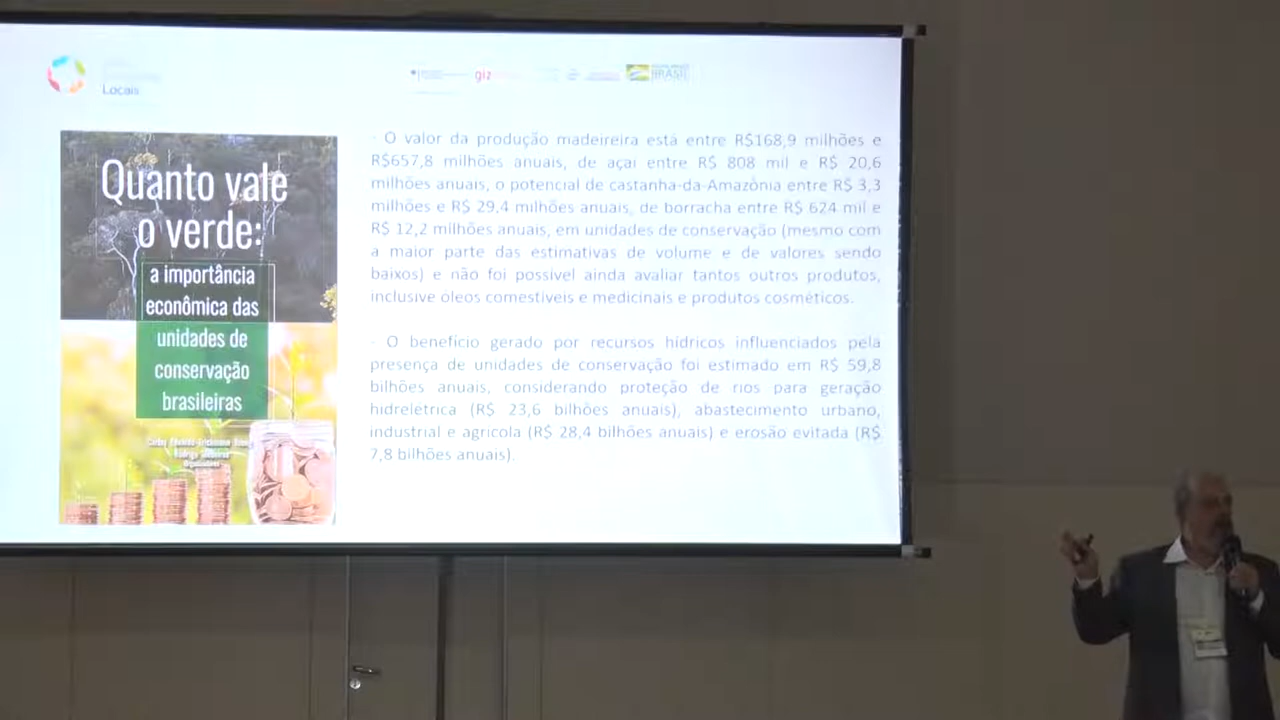 Locais
giz
BRASIL
Quanto vale
o verde:
a importância
econômica das
unidades de
conservação
brasileiras
Rodrigo
Organizadores
- O valor da produção madeireira está entre R$168,9 milhões e
R$657,8 milhões anuais, de açaí entre R$ 808 mil e R$ 20,6
milhões anuais, o potencial de castanha-da-Amazônia entre R$ 3,3
milhões e R$ 29,4 milhões anuais, de borracha entre R$ 624 mil e
R$ 12,2 milhões anuais, em unidades de conservação (mesmo com
a maior parte das estimativas de volume e de valores sendo
baixos) e não foi possível ainda avaliar tantos outros produtos,
inclusive óleos comestíveis e medicinais e produtos cosméticos.
- O benefício gerado por recursos hídricos influenciados pela
presença de unidades de conservação foi estimado em R$ 59,8
bilhões anuais, considerando proteção de rios para geração
hidrelétrica (R$ 23,6 bilhões anuais), abastecimento urbano,
industrial e agrícola (R$ 28,4 bilhões anuais) e erosão evitada (R$
7,8 bilhões anuais).